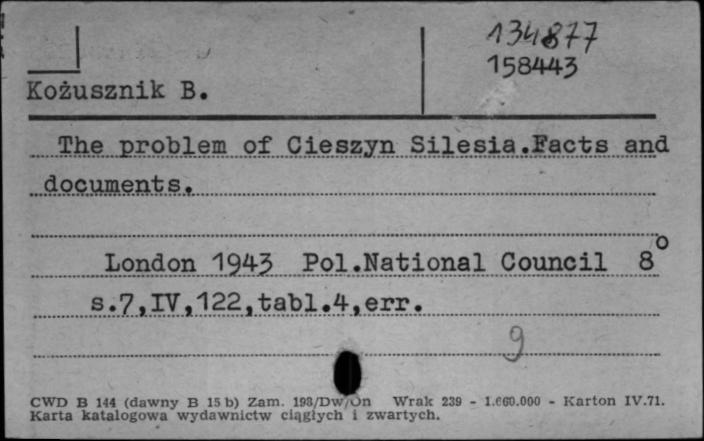 134877
158443
Kożusznik B.
The problem of Cieszyn Silesia.Facts and
documents.
London 1943 Pol.National Council 8°
s.7,IV,122,tabl.4,err.
9
CWD B 144 (dawny B 15 b) Zam. 198/Dw/On Wrak 239 - 1.660.000 - Karton IV.71.
Karta katalogowa wydawnictw ciągłych i zwartych.